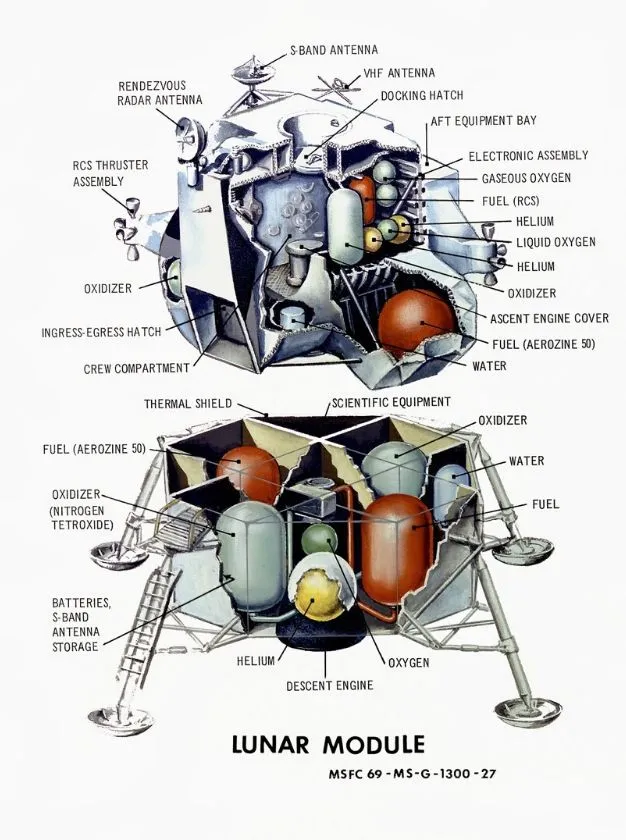 S-BAND ANTENNA
VHF ANTENNA
RENDEZVOUS
RADAR ANTENNA
DOCKING HATCH
AFT EQUIPMENT BAY
RCS THRUSTER
ASSEMBLY
ELECTRONIC ASSEMBLY
GASEOUS OXYGEN
FUEL (RCS)
HELIUM
LIQUID OXYGEN
HELIUM
OXIDIZER
OXIDIZER
ASCENT ENGINE COVER
INGRESS-EGRESS HATCH
FUEL (AEROZINE 50)
CREW COMPARTMENT
WATER
THERMAL SHIELD
SCIENTIFIC EQUIPMENT
OXIDIZER
FUEL (AEROZINE 50)
WATER
OXIDIZER
(NITROGEN
TETROXIDE)
FUEL
BATTERIES,
S-BAND
ANTENNA
STORAGE
HELIUM
OXYGEN
DESCENT ENGINE
LUNAR MODULE
MSFC 69-MS-G-1300-27